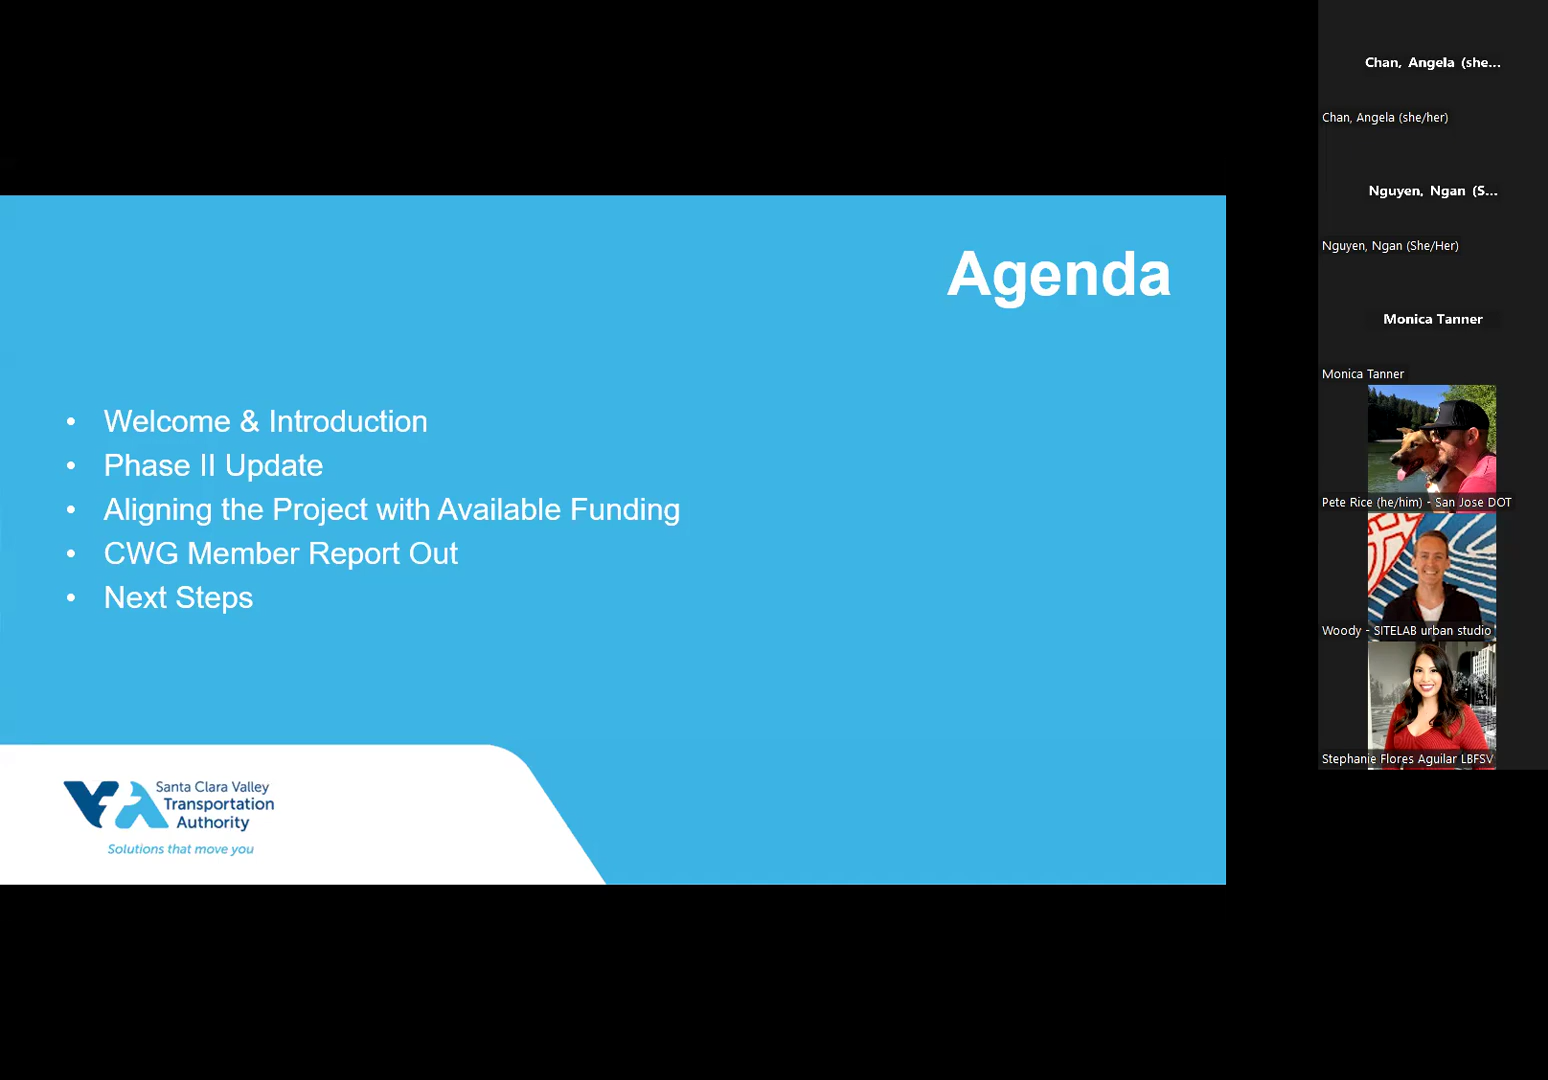 Agenda
• Welcome & Introduction
• Phase II Update
• Aligning the Project with Available Funding
• CWG Member Report Out
• Next Steps
VTA
Santa Clara Valley
Transportation
Authority
Solutions that move you
Chan, Angela (she...
Chan, Angela (she/her)
Nguyen, Ngan (S...
Nguyen, Ngan (She/Her)
Monica Tanner
Monica Tanner
Pete Rice (he/him) - San Jose DOT
Woody - SITELAB urban studio
Stephanie Flores Aguilar LBFSV